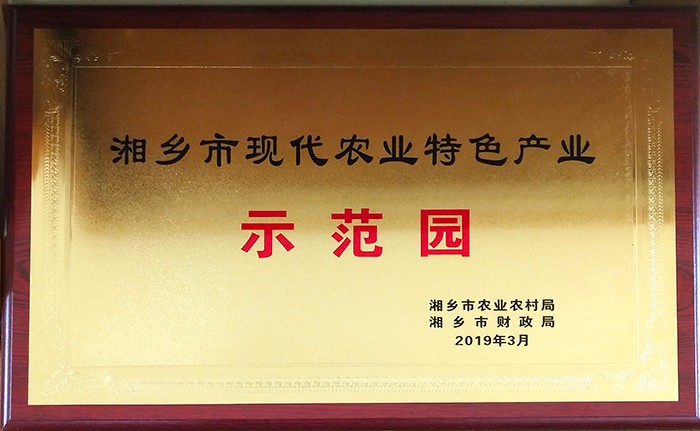 湘乡市现代农业特色产业
示范园
湘乡市农业农村局
湘乡市财政局
2019年3月